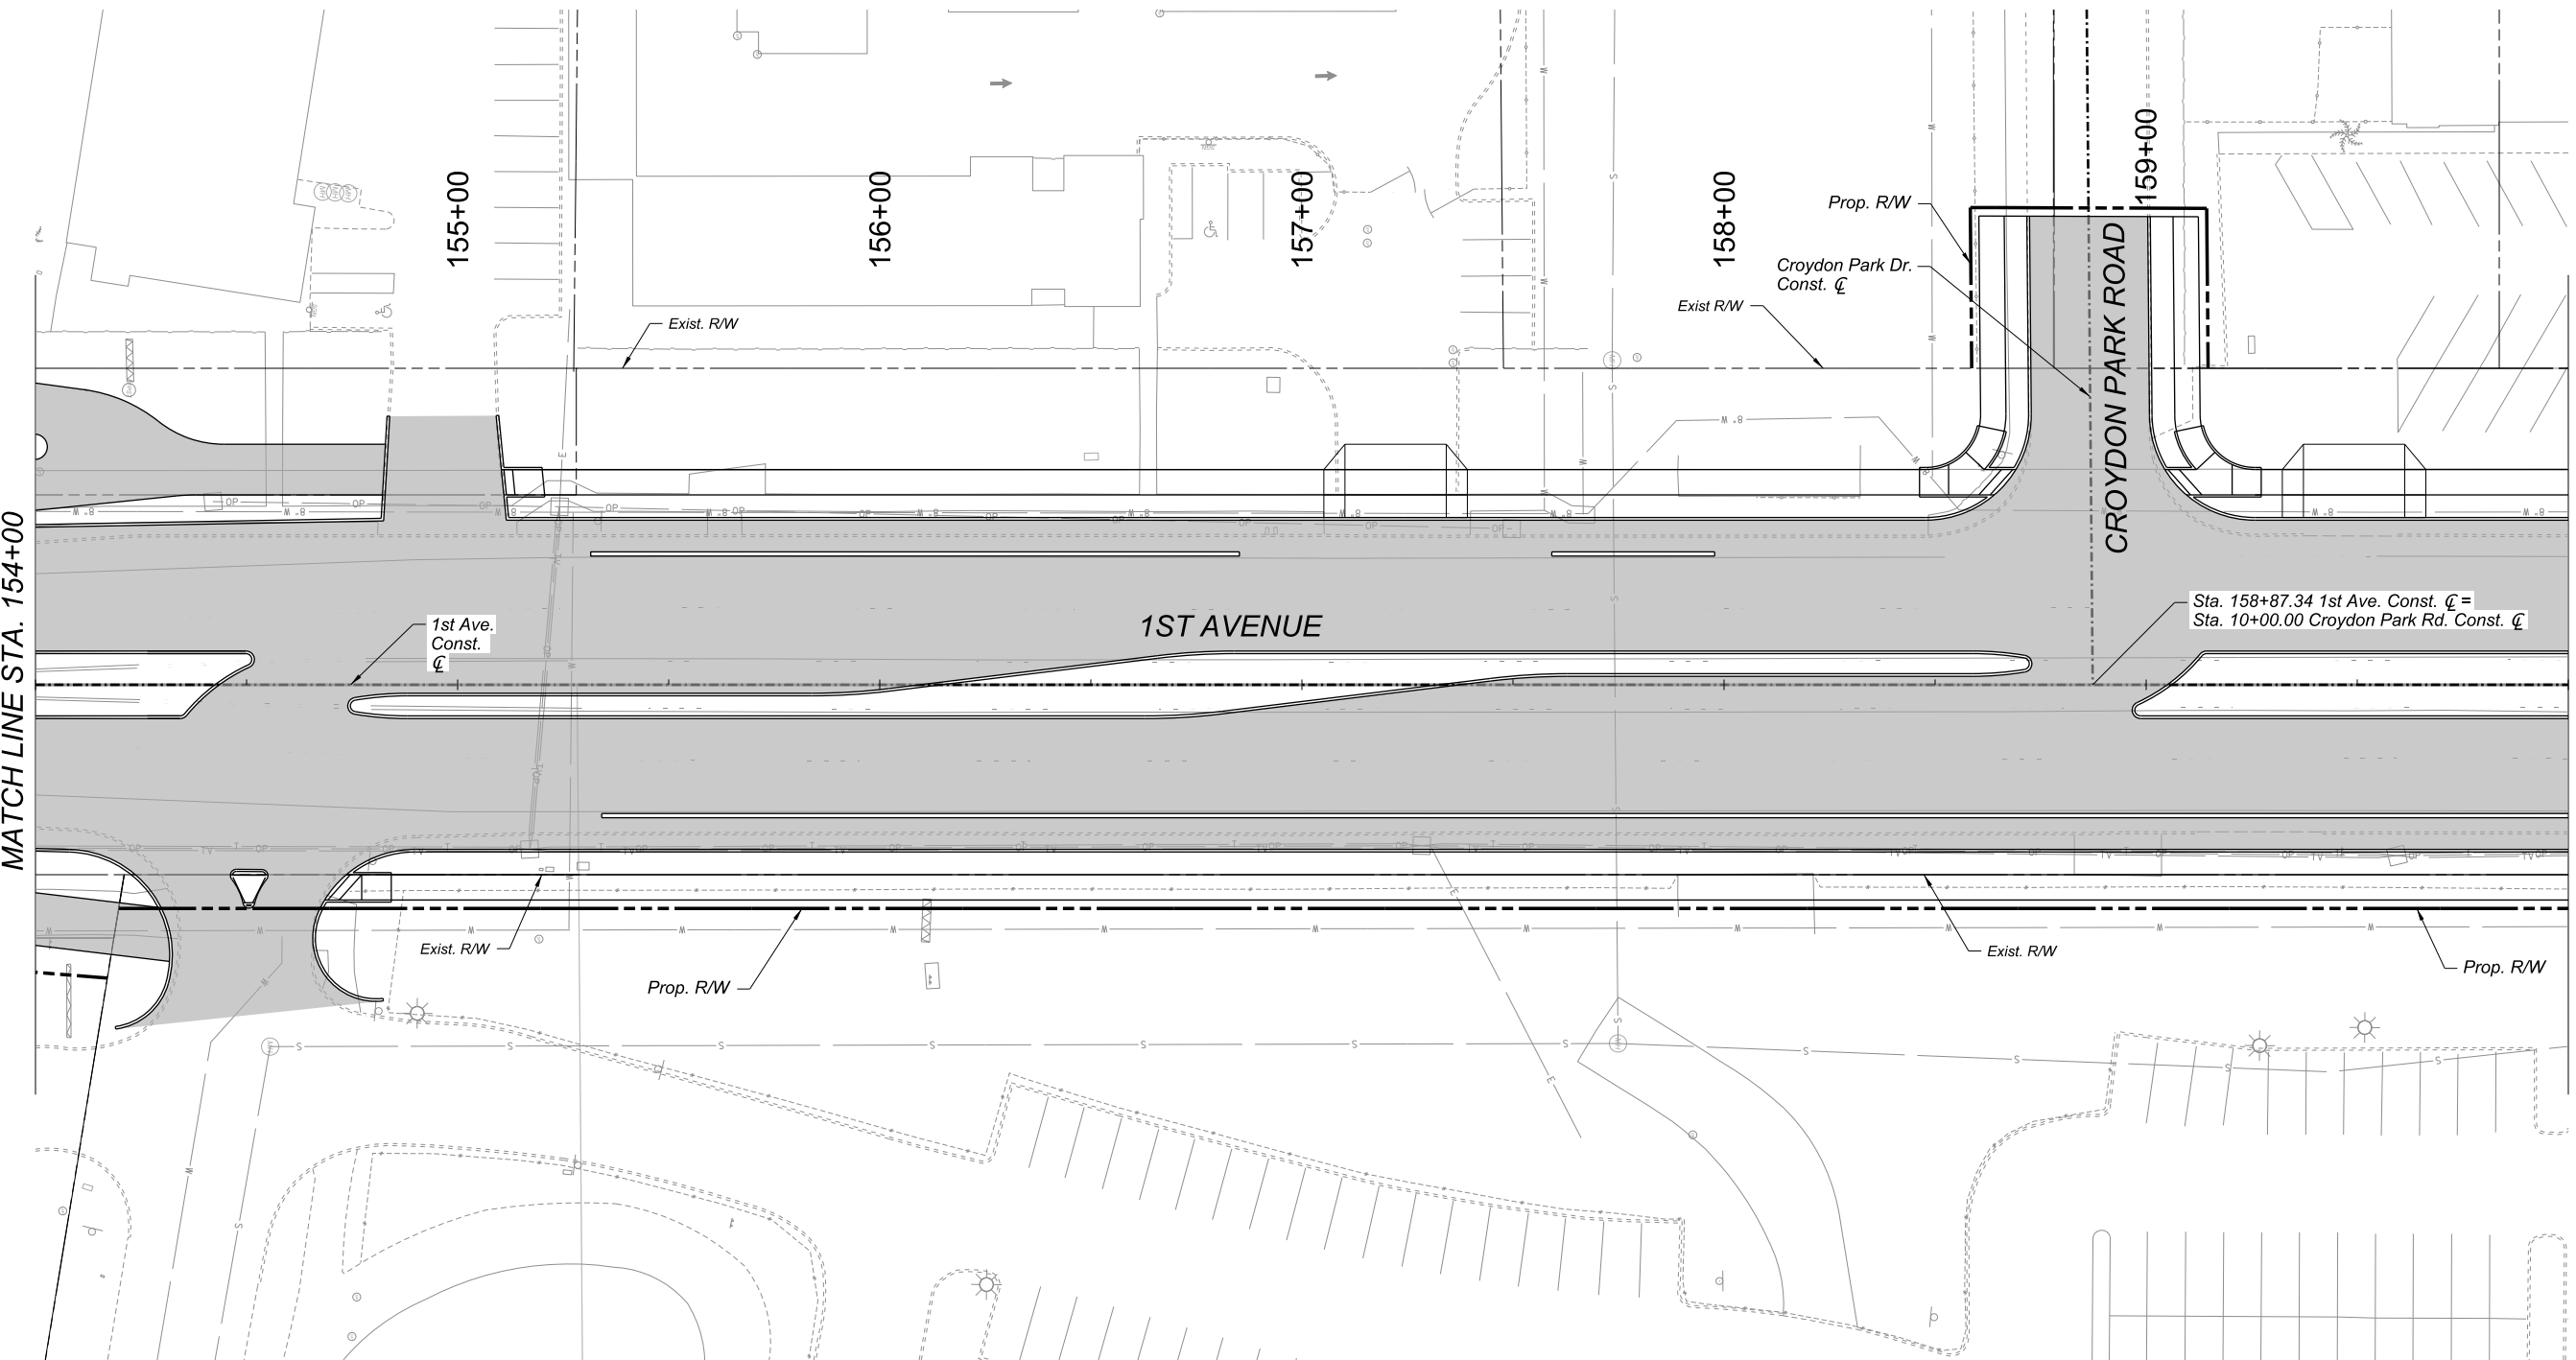 155+00
156+00
157+00
158+00
159+00
Prop. R/W
Croydon Park Dr.
Const. ℄
Exist R/W
Exist. R/W
CROYDON PARK ROAD
MATCH LINE STA. 154+00
1st Ave.
Const.
℄
1ST AVENUE
Sta. 158+87.34 1st Ave. Const. ℄ =
Sta. 10+00.00 Croydon Park Rd. Const. ℄
Exist. R/W
Prop. R/W
Exist. R/W
Prop. R/W